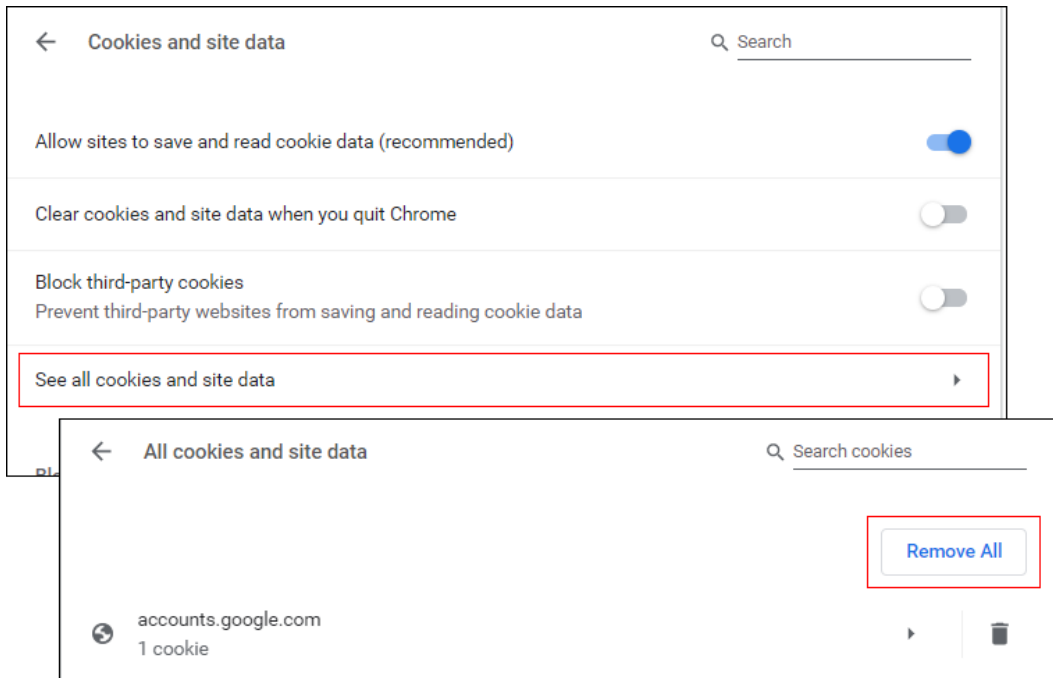 Cookies and site data
Search
Allow sites to save and read cookie data (recommended)
Clear cookies and site data when you quit Chrome
Block third-party cookies
Prevent third-party websites from saving and reading cookie data
See all cookies and site data
All cookies and site data
Search cookies
Remove All
accounts.google.com
1 cookie